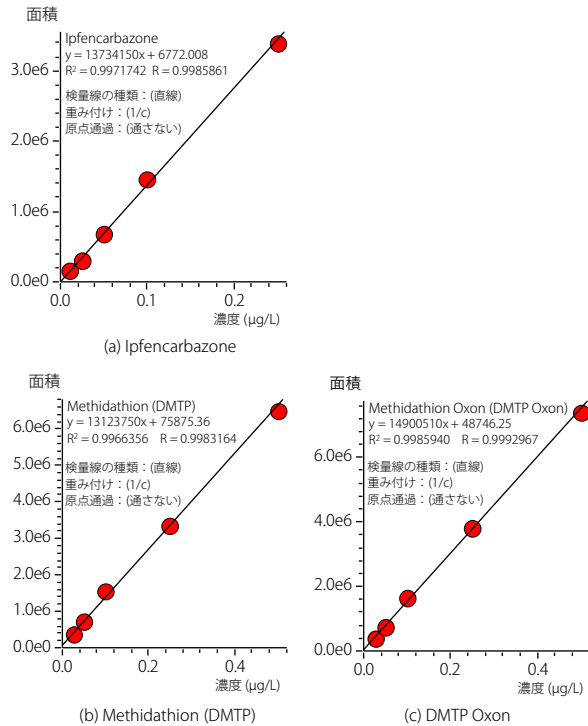 面積
Ipfencarbazone
y = 13734150x + 6772.008
R² = 0.9971742 R = 0.9985861
検量線の種類：(直線)
重み付け：(1/c)
原点通過：(通さない)
3.0e6
2.0e6
1.0e6
0.0e0
0.0 0.1 0.2
濃度 (µg/L)
(a) Ipfencarbazone
面積
Methidathion (DMTP)
y = 13123750x + 75875.36
R² = 0.9966356 R = 0.9983164
検量線の種類：(直線)
重み付け：(1/c)
原点通過：(通さない)
6.0e6
5.0e6
4.0e6
3.0e6
2.0e6
1.0e6
0.0e0
0.0 0.2 0.4
濃度 (µg/L)
(b) Methidathion (DMTP)
面積
Methidathion Oxon (DMTP Oxon)
y = 14900510x + 48746.25
R² = 0.9985940 R = 0.9992967
検量線の種類：(直線)
重み付け：(1/c)
原点通過：(通さない)
6.0e6
4.0e6
2.0e6
0.0e0
0.0 0.2 0.4
濃度 (µg/L)
(c) DMTP Oxon